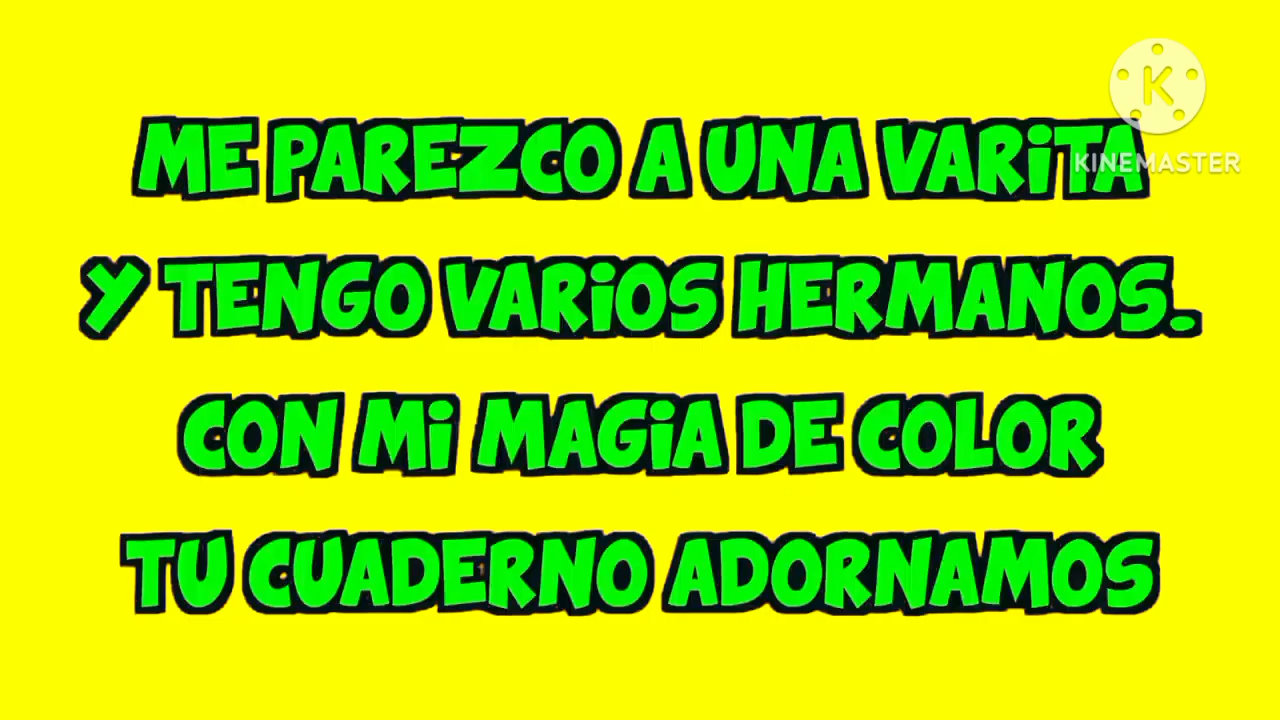 ME PAREZCO A UNA VARiTA
Y TENGO VARiOS HERMANOS.
CON Mi MAGiA DE COLOR
TU CUADERNO ADORNAMOS
K
KINEMASTER